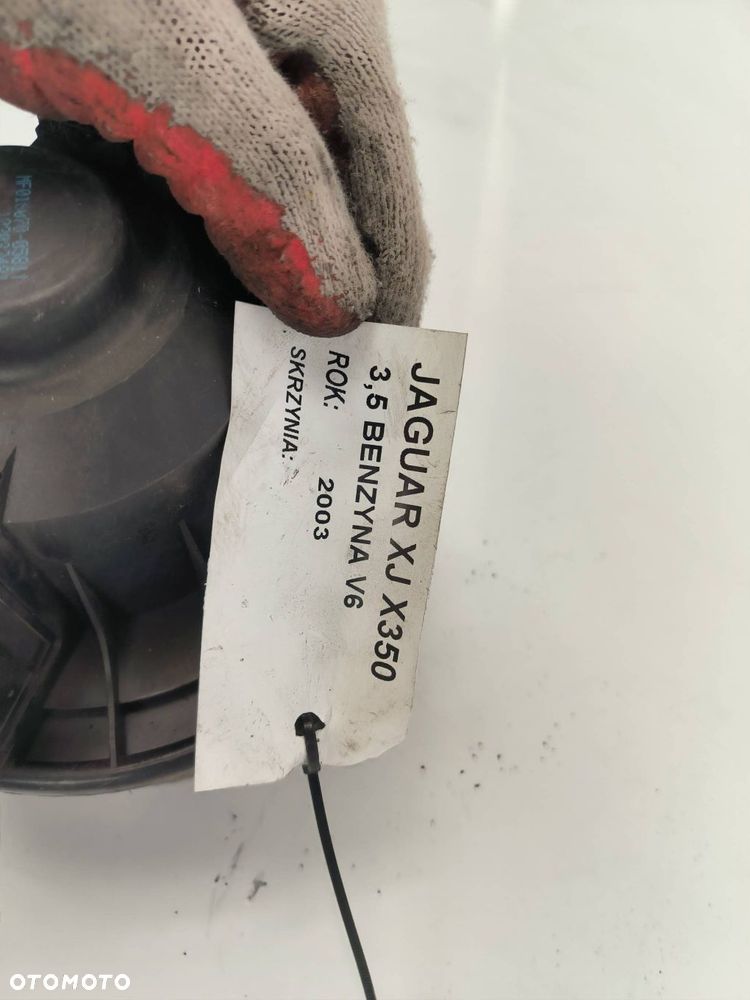 JAGUAR XJ X350
3,5 BENZYNA V6
ROK: 2003
SKRZYNIA:
OTOMOTO